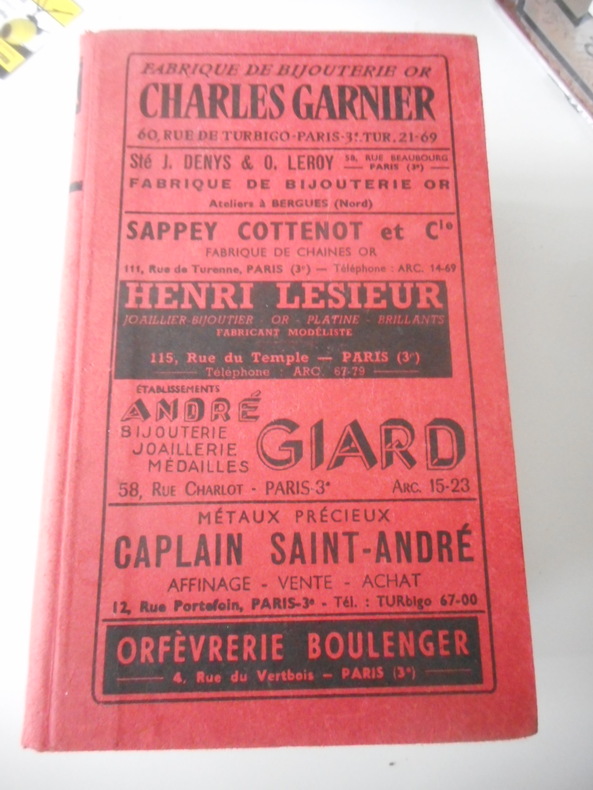 FABRIQUE DE BIJOUTERIE OR
CHARLES GARNIER
60, RUE DE TURBIGO-PARIS-3ᵉ TUR. 21-69
Sté J. DENYS & O. LEROY 58, RUE BEAUBOURG
PARIS (3ᵉ)
FABRIQUE DE BIJOUTERIE OR
Ateliers à BERGUES (Nord)
SAPPEY COTTENOT et Cⁱᵉ
FABRIQUE DE CHAINES OR
111, Rue de Turenne, PARIS (3ᵉ) — Téléphone : ARC. 14-69
HENRI LESIEUR
JOAILLIER-BIJOUTIER - OR - PLATINE - BRILLANTS
FABRICANT MODÉLISTE
115, Rue du Temple — PARIS (3ᵉ)
Téléphone : ARC. 67-79
ÉTABLISSEMENTS
ANDRÉ GIARD
BIJOUTERIE
JOAILLERIE
MÉDAILLES
58, RUE CHARLOT - PARIS-3ᵉ ARC. 15-23
MÉTAUX PRÉCIEUX
CAPLAIN SAINT-ANDRÉ
AFFINAGE - VENTE - ACHAT
12, Rue Portefoin, PARIS-3ᵉ - Tél. : TURbigo 67-00
ORFÈVRERIE BOULENGER
4, Rue du Vertbois — PARIS (3ᵉ)